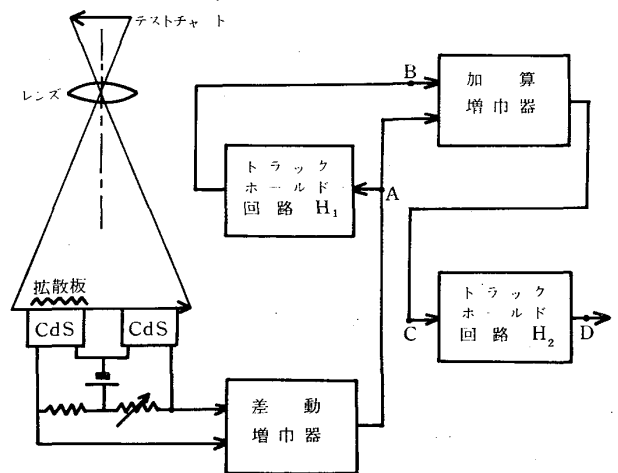 テストチャート
レンズ
拡散板
CdS
CdS
差動
増巾器
A
トラック
ホールド
回路 H₁
B
加算
増巾器
C
トラック
ホールド
回路 H₂
D